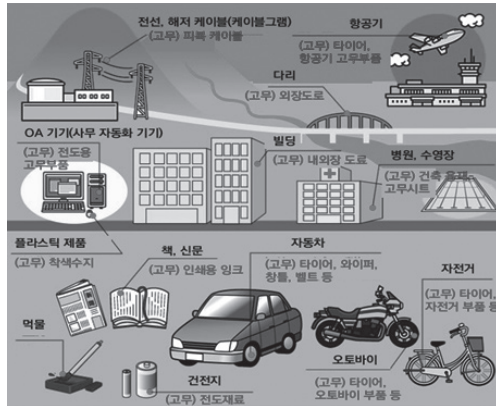 전선, 해저 케이블(케이블그램)
(고무) 피복 케이블
항공기
(고무) 타이어,
항공기 고무부품
다리
(고무) 외장도로
OA 기기(사무 자동화 기기)
(고무) 전도용
고무부품
빌딩
(고무) 내외장 도료
병원, 수영장
(고무) 건축 용재,
고무시트
플라스틱 제품
(고무) 착색수지
책, 신문
(고무) 인쇄용 잉크
자동차
(고무) 타이어, 와이퍼,
창틀, 벨트 등
자전거
(고무) 타이어,
자전거 부품 등
먹물
건전지
(고무) 전도재료
오토바이
(고무) 타이어,
오토바이 부품 등